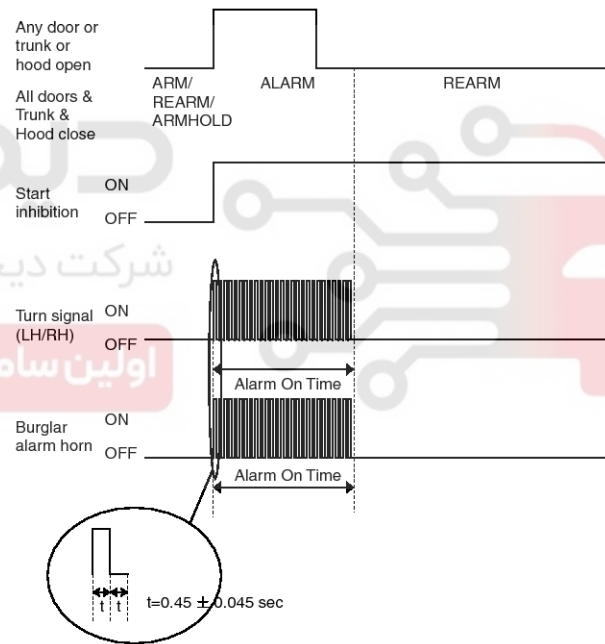 Any door or
trunk or
hood open
ARM/
REARM/
ARMHOLD
ALARM
REARM
All doors &
Trunk &
Hood close
Start
inhibition
ON
OFF
شرکت دیج
Turn signal
(LH/RH)
ON
OFF
اولین سام
Alarm On Time
Burglar
alarm horn
ON
OFF
Alarm On Time
t
t
t=0.45 ± 0.045 sec